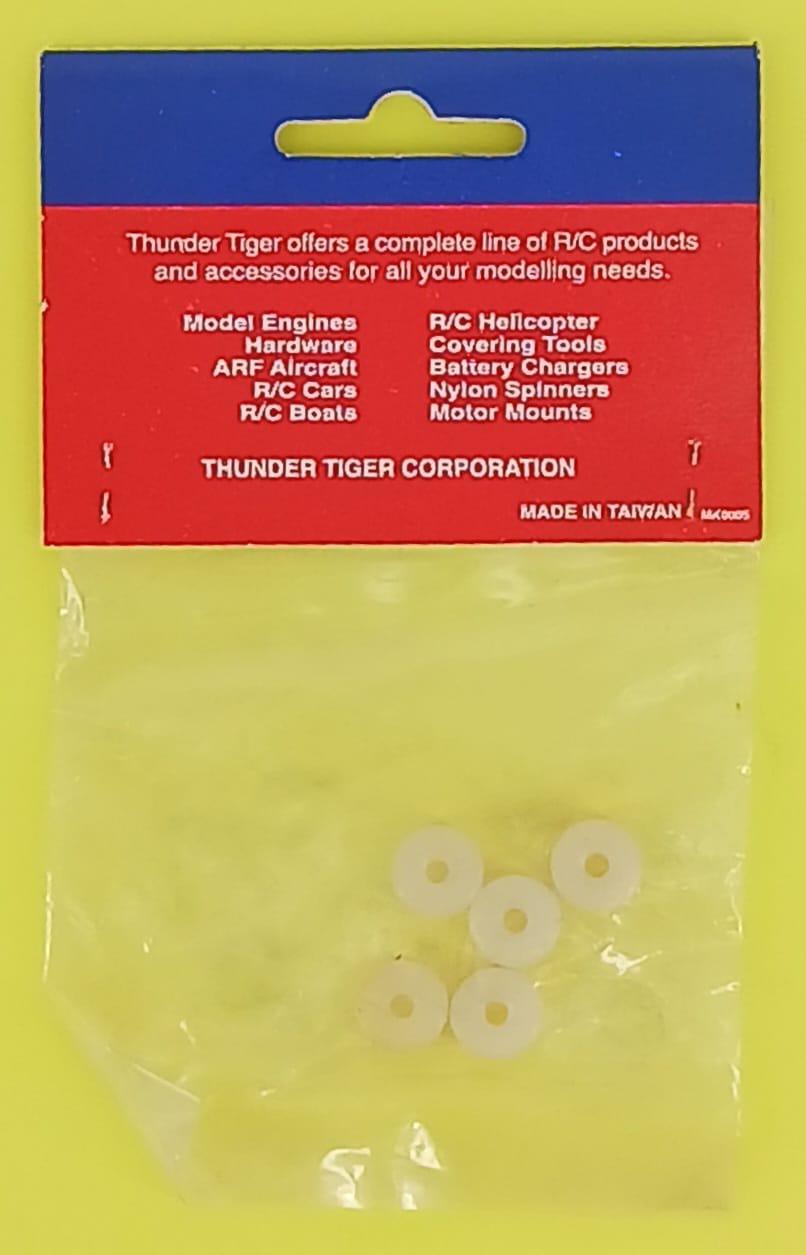 Thunder Tiger offers a complete line of R/C products
and accessories for all your modelling needs.
Model Engines
Hardware
ARF Aircraft
R/C Cars
R/C Boats
R/C Helicopter
Covering Tools
Battery Chargers
Nylon Spinners
Motor Mounts
THUNDER TIGER CORPORATION
MADE IN TAIWAN